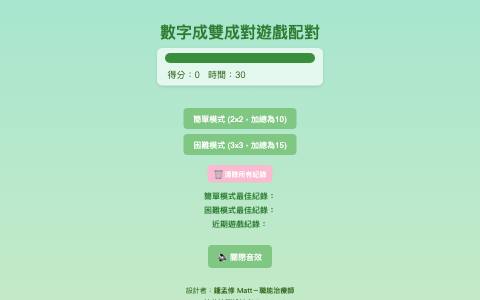 數字成雙成對遊戲配對
得分：0 時間：30
簡單模式 (2x2，加總為10)
困難模式 (3x3，加總為15)
清除所有紀錄
簡單模式最佳紀錄：
困難模式最佳紀錄：
近期遊戲紀錄：
關閉音效
設計者：鍾孟修 Matt－職能治療師